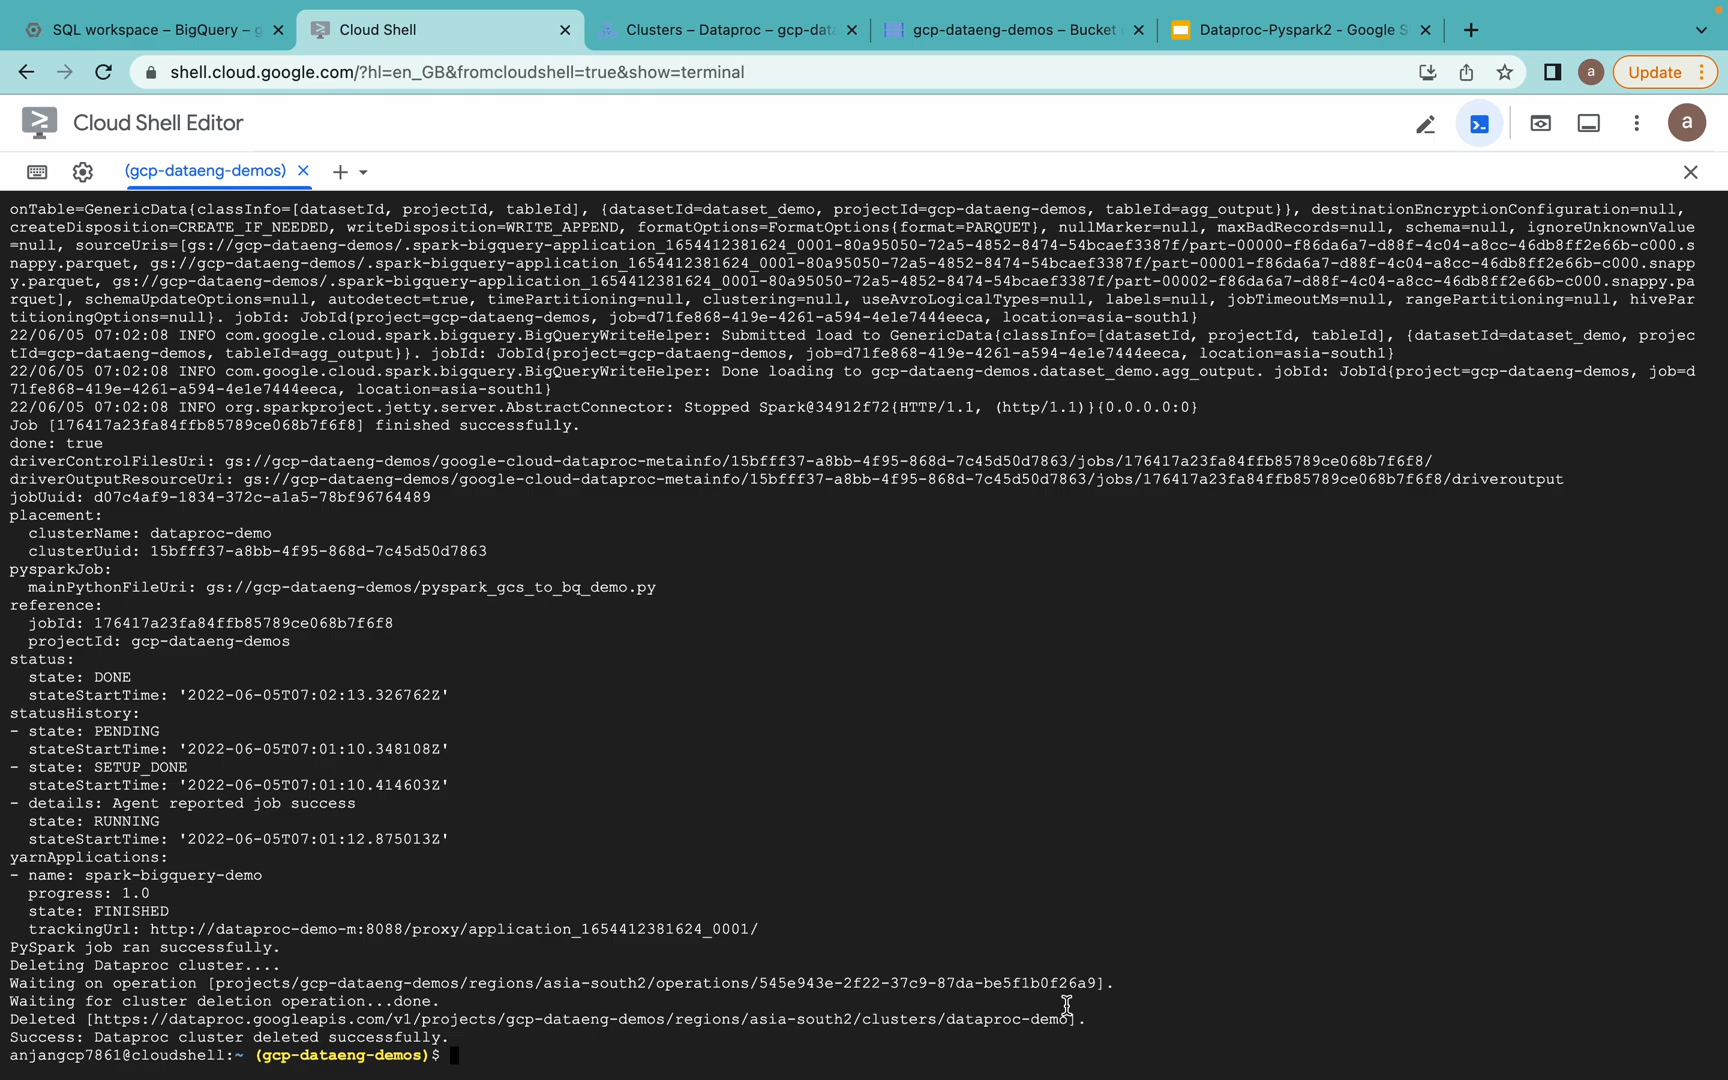 SQL workspace – BigQuery – g
Cloud Shell
Clusters – Dataproc – gcp-data
gcp-dataeng-demos – Bucket
Dataproc-Pyspark2 - Google S
shell.cloud.google.com/?hl=en_GB&fromcloudshell=true&show=terminal
a
Update
Cloud Shell Editor
a
(gcp-dataeng-demos)
onTable=GenericData{classInfo=[datasetId, projectId, tableId], {datasetId=dataset_demo, projectId=gcp-dataeng-demos, tableId=agg_output}}, destinationEncryptionConfiguration=null,
createDisposition=CREATE_IF_NEEDED, writeDisposition=WRITE_APPEND, formatOptions=FormatOptions{format=PARQUET}, nullMarker=null, maxBadRecords=null, schema=null, ignoreUnknownValue
=null, sourceUris=[gs://gcp-dataeng-demos/.spark-bigquery-application_1654412381624_0001-80a95050-72a5-4852-8474-54bcaef3387f/part-00000-f86da6a7-d88f-4c04-a8cc-46db8ff2e66b-c000.s
nappy.parquet, gs://gcp-dataeng-demos/.spark-bigquery-application_1654412381624_0001-80a95050-72a5-4852-8474-54bcaef3387f/part-00001-f86da6a7-d88f-4c04-a8cc-46db8ff2e66b-c000.snapp
y.parquet, gs://gcp-dataeng-demos/.spark-bigquery-application_1654412381624_0001-80a95050-72a5-4852-8474-54bcaef3387f/part-00002-f86da6a7-d88f-4c04-a8cc-46db8ff2e66b-c000.snappy.pa
rquet], schemaUpdateOptions=null, autodetect=true, timePartitioning=null, clustering=null, useAvroLogicalTypes=null, labels=null, jobTimeoutMs=null, rangePartitioning=null, hivePar
titioningOptions=null}. jobId: JobId{project=gcp-dataeng-demos, job=d71fe868-419e-4261-a594-4e1e7444eeca, location=asia-south1}
22/06/05 07:02:08 INFO com.google.cloud.spark.bigquery.BigQueryWriteHelper: Submitted load to GenericData{classInfo=[datasetId, projectId, tableId], {datasetId=dataset_demo, projec
tId=gcp-dataeng-demos, tableId=agg_output}}. jobId: JobId{project=gcp-dataeng-demos, job=d71fe868-419e-4261-a594-4e1e7444eeca, location=asia-south1}
22/06/05 07:02:08 INFO com.google.cloud.spark.bigquery.BigQueryWriteHelper: Done loading to gcp-dataeng-demos.dataset_demo.agg_output. jobId: JobId{project=gcp-dataeng-demos, job=d
71fe868-419e-4261-a594-4e1e7444eeca, location=asia-south1}
22/06/05 07:02:08 INFO org.sparkproject.jetty.server.AbstractConnector: Stopped Spark@34912f72{HTTP/1.1, (http/1.1)}{0.0.0.0:0}
Job [176417a23fa84ffb85789ce068b7f6f8] finished successfully.
done: true
driverControlFilesUri: gs://gcp-dataeng-demos/google-cloud-dataproc-metainfo/15bfff37-a8bb-4f95-868d-7c45d50d7863/jobs/176417a23fa84ffb85789ce068b7f6f8/
driverOutputResourceUri: gs://gcp-dataeng-demos/google-cloud-dataproc-metainfo/15bfff37-a8bb-4f95-868d-7c45d50d7863/jobs/176417a23fa84ffb85789ce068b7f6f8/driveroutput
jobUuid: d07c4af9-1834-372c-a1a5-78bf96764489
placement:
  clusterName: dataproc-demo
  clusterUuid: 15bfff37-a8bb-4f95-868d-7c45d50d7863
pysparkJob:
  mainPythonFileUri: gs://gcp-dataeng-demos/pyspark_gcs_to_bq_demo.py
reference:
  jobId: 176417a23fa84ffb85789ce068b7f6f8
  projectId: gcp-dataeng-demos
status:
  state: DONE
  stateStartTime: '2022-06-05T07:02:13.326762Z'
statusHistory:
- state: PENDING
  stateStartTime: '2022-06-05T07:01:10.348108Z'
- state: SETUP_DONE
  stateStartTime: '2022-06-05T07:01:10.414603Z'
- details: Agent reported job success
  state: RUNNING
  stateStartTime: '2022-06-05T07:01:12.875013Z'
yarnApplications:
- name: spark-bigquery-demo
  progress: 1.0
  state: FINISHED
  trackingUrl: http://dataproc-demo-m:8088/proxy/application_1654412381624_0001/
PySpark job ran successfully.
Deleting Dataproc cluster....
Waiting on operation [projects/gcp-dataeng-demos/regions/asia-south2/operations/545e943e-2f22-37c9-87da-be5f1b0f26a9].
Waiting for cluster deletion operation...done.
Deleted [https://dataproc.googleapis.com/v1/projects/gcp-dataeng-demos/regions/asia-south2/clusters/dataproc-demo].
Success: Dataproc cluster deleted successfully.
anjangcp7861@cloudshell:~ (gcp-dataeng-demos)$